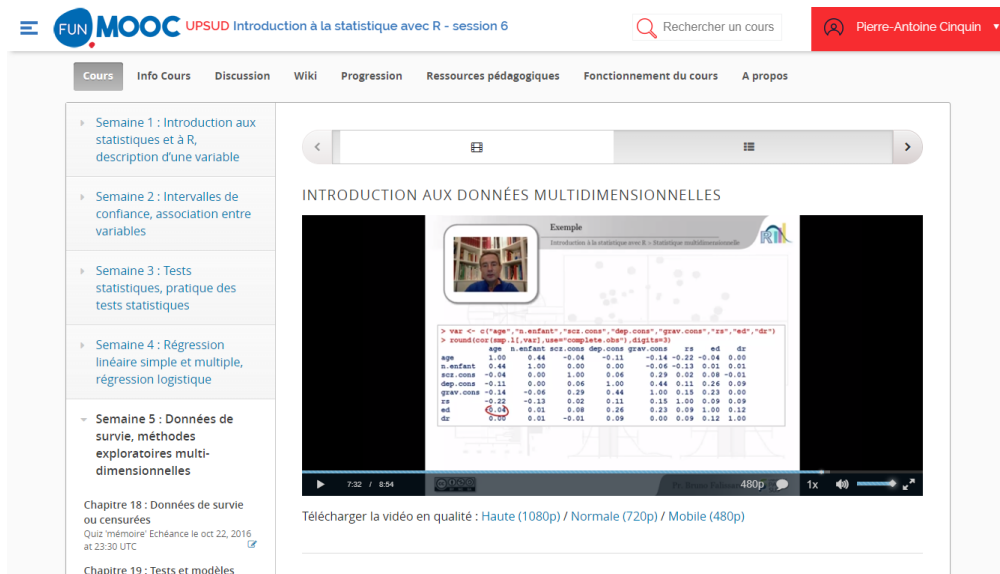 FUN MOOC UPSUD Introduction à la statistique avec R - session 6
Rechercher un cours
Pierre-Antoine Cinquin
Cours Info Cours Discussion Wiki Progression Ressources pédagogiques Fonctionnement du cours A propos
Semaine 1 : Introduction aux
statistiques et à R,
description d'une variable
Semaine 2 : Intervalles de
confiance, association entre
variables
Semaine 3 : Tests
statistiques, pratique des
tests statistiques
Semaine 4 : Régression
linéaire simple et multiple,
régression logistique
Semaine 5 : Données de
survie, méthodes
exploratoires multi-
dimensionnelles
Chapitre 18 : Données de survie
ou censurées
Quiz 'mémoire' Echéance le oct 22, 2016
at 23:30 UTC
Chapitre 19 : Tests et modèles
INTRODUCTION AUX DONNÉES MULTIDIMENSIONNELLES
Exemple
Introduction à la statistique avec R > Statistique multidimensionnelle
> var <- c("age","n.enfant","scz.cons","dep.cons","grav.cons","rs","ed","dr")
> round(cor(smp.l[,var],use="complete.obs"),digits=3)
age n.enfant scz.cons dep.cons grav.cons rs ed dr
age 1.00 0.44 -0.04 -0.11 -0.14 -0.22 -0.04 0.00
n.enfant 0.44 1.00 0.00 0.00 -0.06 -0.13 0.01 0.01
scz.cons -0.04 0.00 1.00 0.06 0.29 0.02 0.08 -0.01
dep.cons -0.11 0.00 0.06 1.00 0.44 0.11 0.26 0.09
grav.cons -0.14 -0.06 0.29 0.44 1.00 0.15 0.23 0.00
rs -0.22 -0.13 0.02 0.11 0.15 1.00 0.09 0.09
ed -0.04 0.01 0.08 0.26 0.23 0.09 1.00 0.12
dr 0.00 0.01 -0.01 0.09 0.00 0.09 0.12 1.00
7:32 / 8:54
480p
1x
Télécharger la vidéo en qualité : Haute (1080p) / Normale (720p) / Mobile (480p)